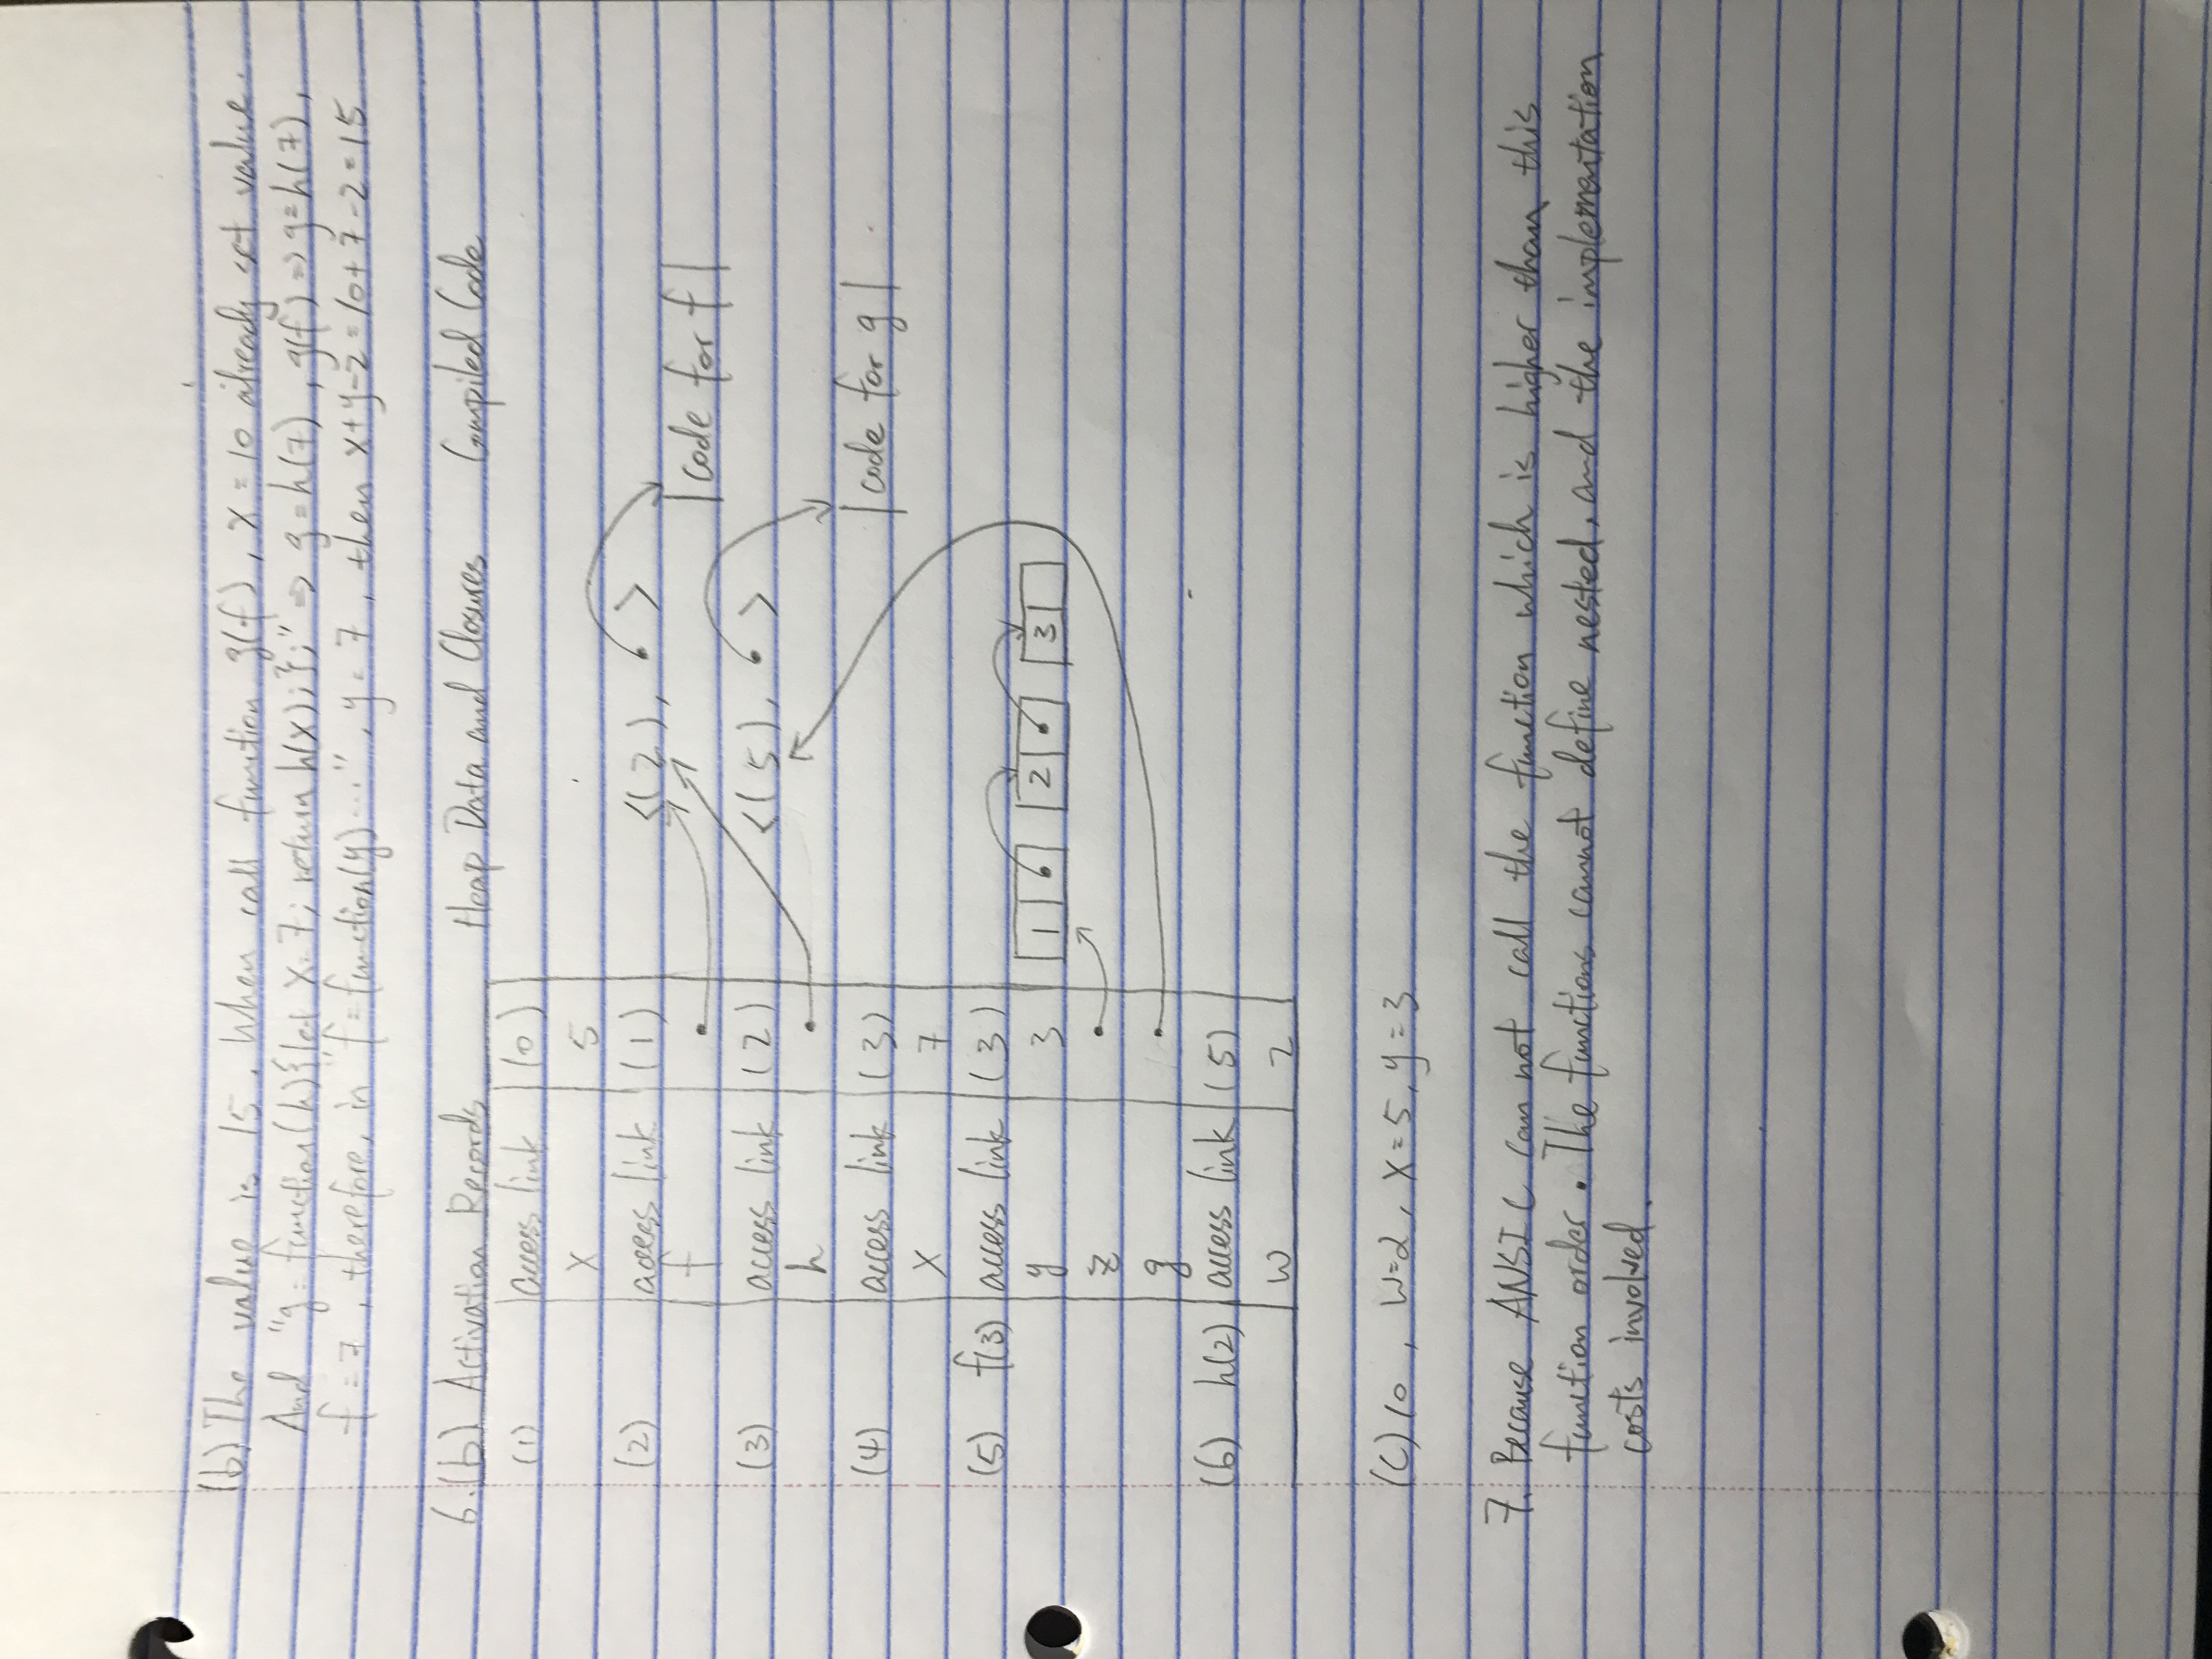 (b) The value is 15. When call function g(f), x = 10 already set value.
And "g = function(h){let x = 7; return h(x);};" => g = h(7), g(f) => g = h(7),
f = 7, therefore, in "f = function(y) ...", y = 7, then x+y-2 = 10+7-2 = 15
6.(b) Activation Records Heap Data and Closures Compiled Code
(1) access link (0)
x 5
(2) access link (1) <(2), • >
f • |code for f|
(3) access link (2) <(5), • >
h •
(4) access link (3) |code for g|
x 7
(5) f(3) access link (3)
y 3 1 • 2 • 3
z •
g •
(6) h(2) access link (5)
w 2
(C) 10, W=2, X=5, y=3
7. Because ANSI C can not call the function which is higher than this
function order. The functions cannot define nested, and the implementation
costs involved.